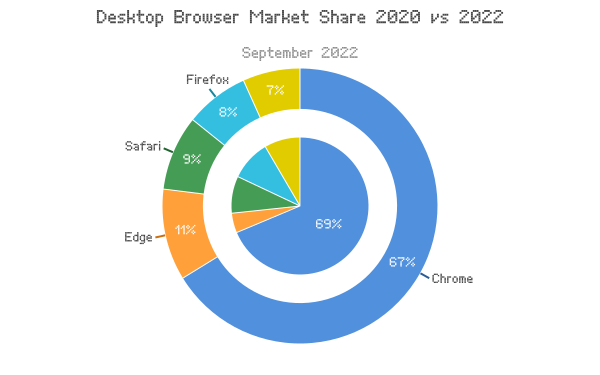 Desktop Browser Market Share 2020 vs 2022
September 2022
Firefox
7%
8%
Safari
9%
69%
11%
Edge
67%
Chrome